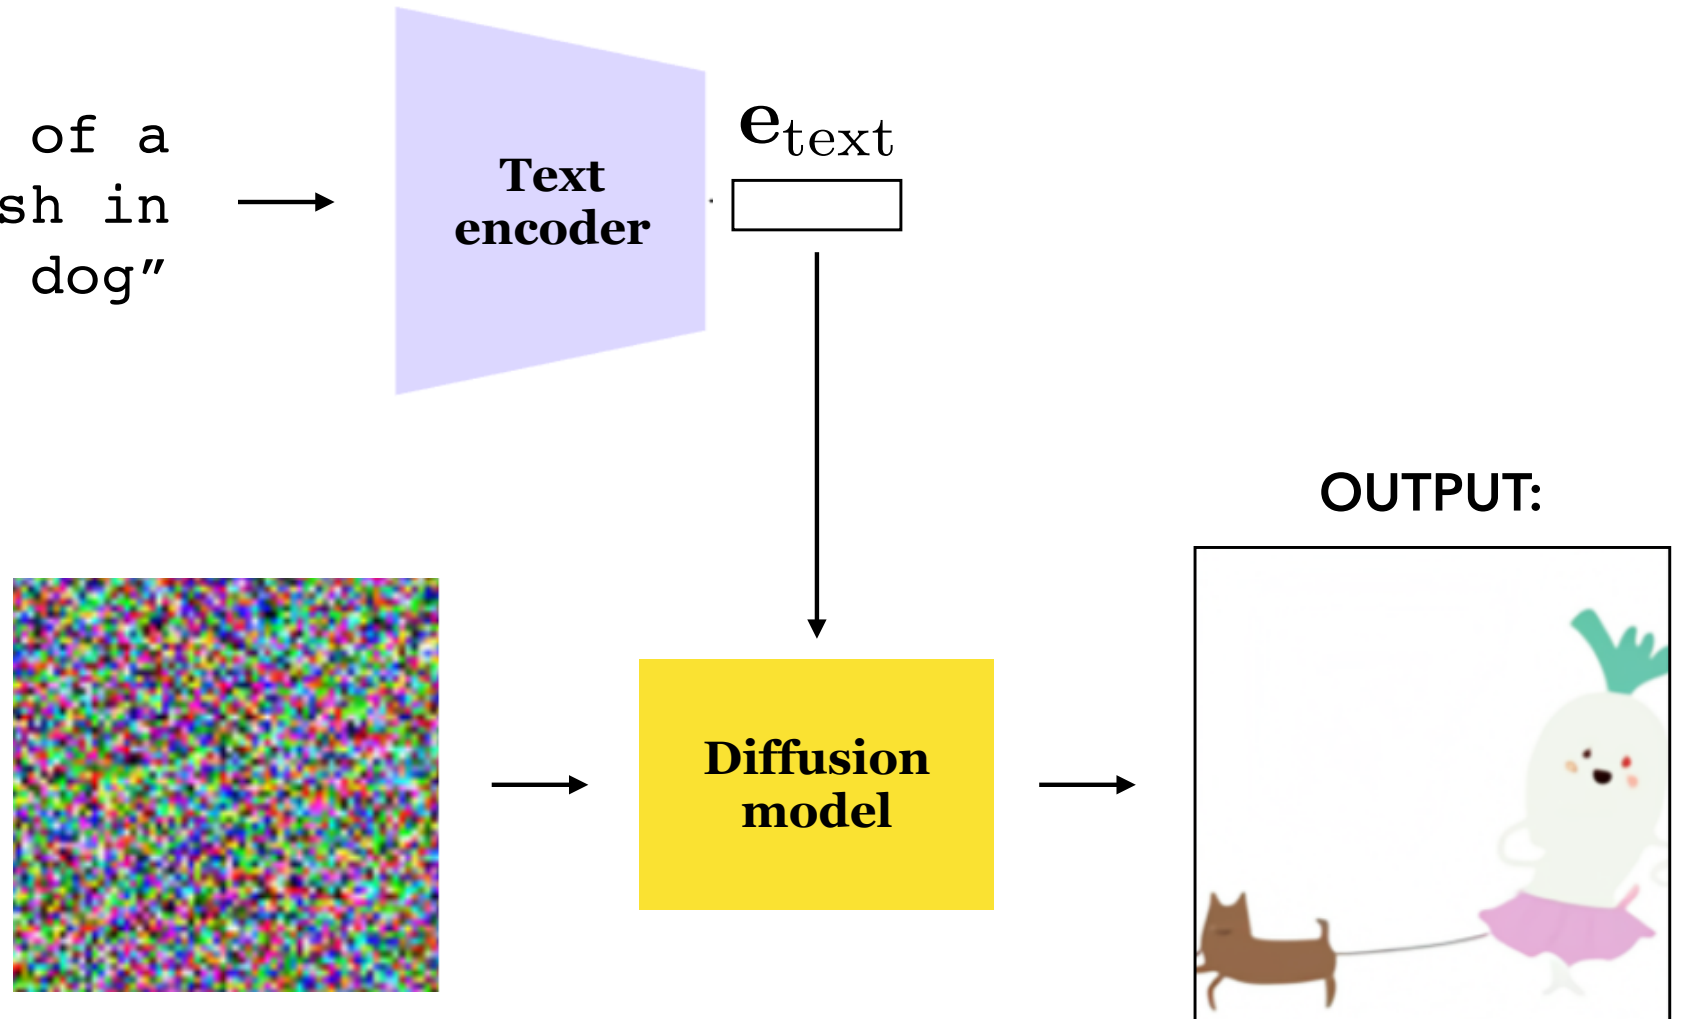 of a
sh in
dog”
Text
encoder
e_text
OUTPUT:
Diffusion
model